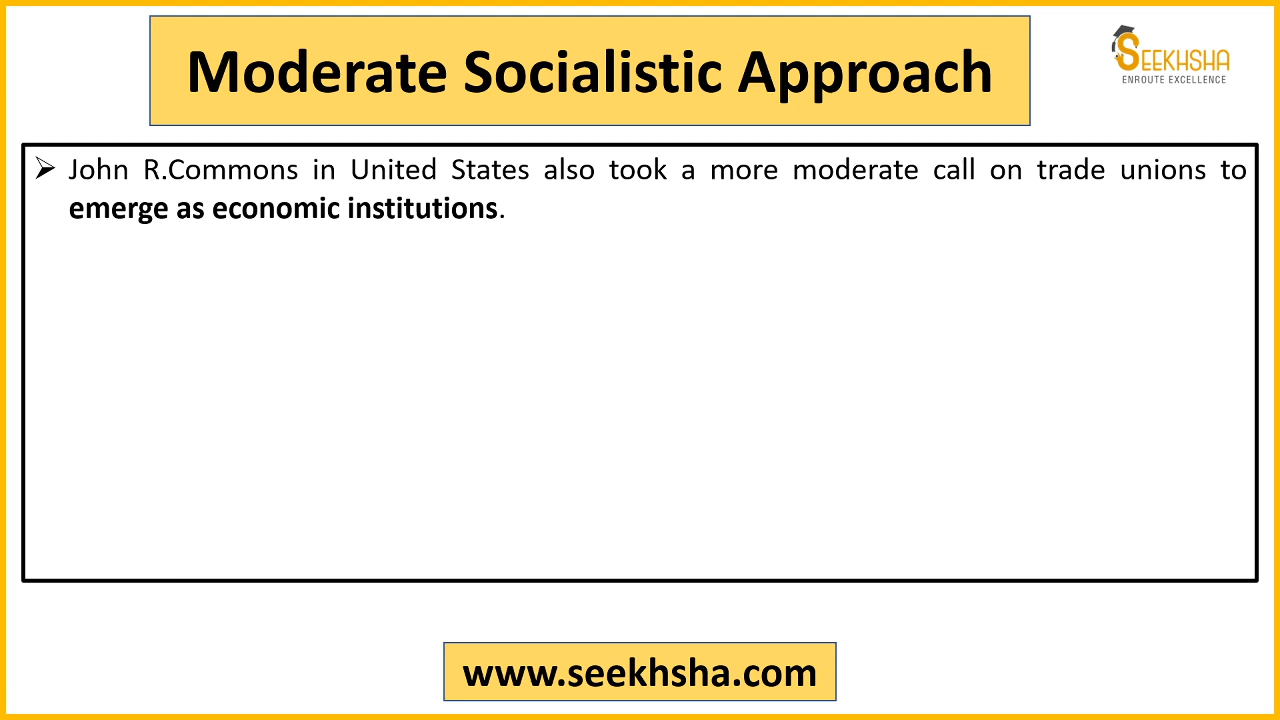 Moderate Socialistic Approach
SEEKHSHA
ENROUTE EXCELLENCE
➢ John R.Commons in United States also took a more moderate call on trade unions to
emerge as economic institutions.
www.seekhsha.com